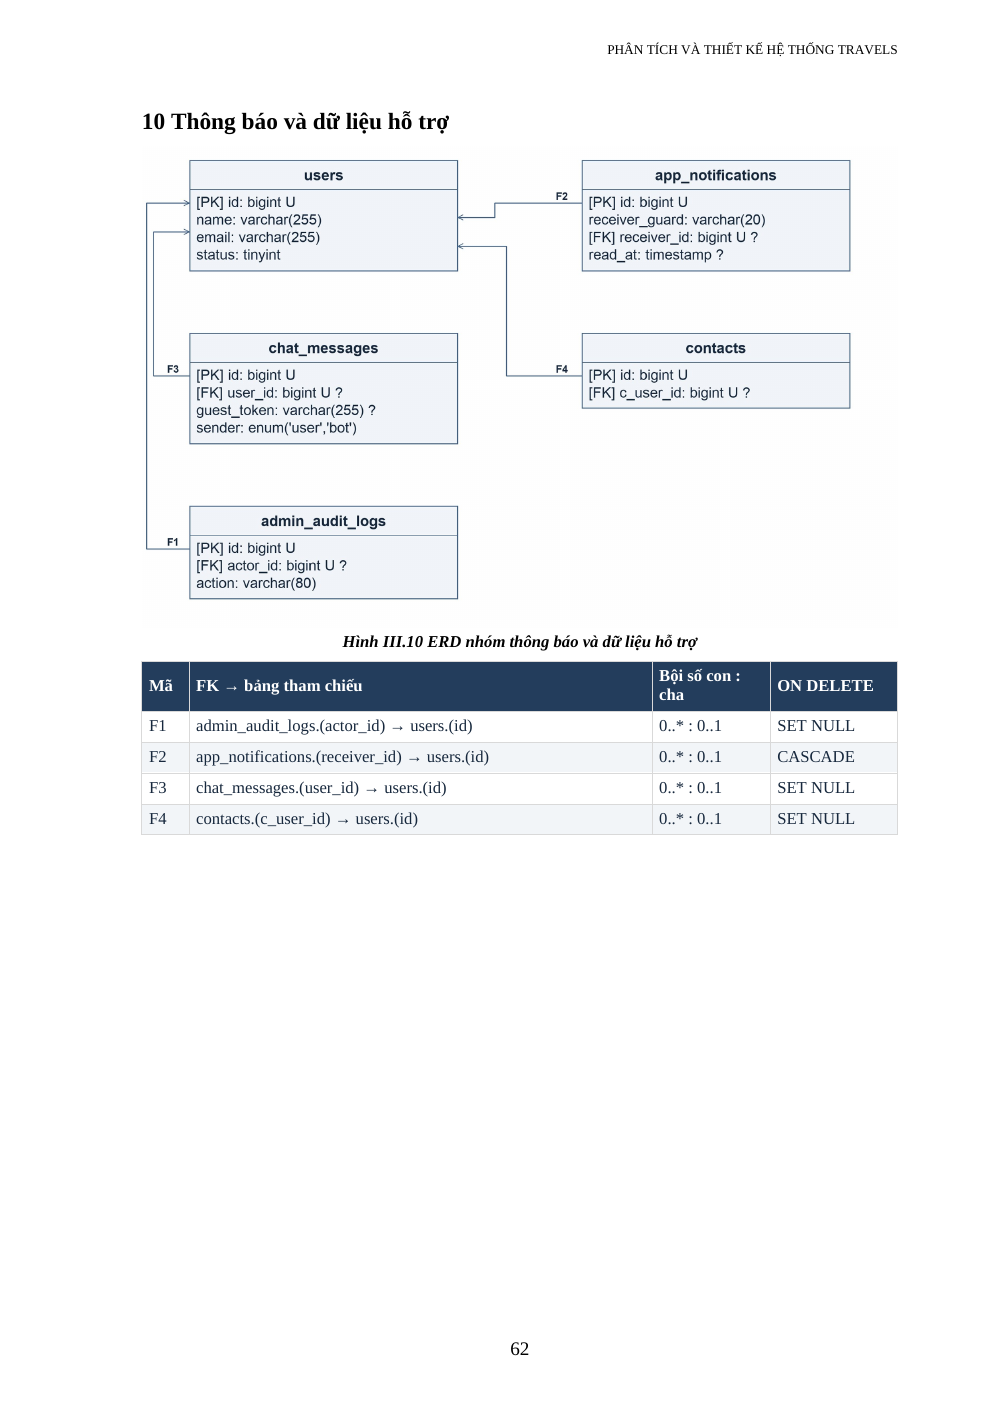 PHÂN TÍCH VÀ THIẾT KẾ HỆ THỐNG TRAVELS
10 Thông báo và dữ liệu hỗ trợ
users
[PK] id: bigint U
name: varchar(255)
email: varchar(255)
status: tinyint
F2
app_notifications
[PK] id: bigint U
receiver_guard: varchar(20)
[FK] receiver_id: bigint U ?
read_at: timestamp ?
F3
chat_messages
[PK] id: bigint U
[FK] user_id: bigint U ?
guest_token: varchar(255) ?
sender: enum('user','bot')
F4
contacts
[PK] id: bigint U
[FK] c_user_id: bigint U ?
F1
admin_audit_logs
[PK] id: bigint U
[FK] actor_id: bigint U ?
action: varchar(80)
Hình III.10 ERD nhóm thông báo và dữ liệu hỗ trợ
Mã FK → bảng tham chiếu Bội số con : cha ON DELETE
F1 admin_audit_logs.(actor_id) → users.(id) 0..* : 0..1 SET NULL
F2 app_notifications.(receiver_id) → users.(id) 0..* : 0..1 CASCADE
F3 chat_messages.(user_id) → users.(id) 0..* : 0..1 SET NULL
F4 contacts.(c_user_id) → users.(id) 0..* : 0..1 SET NULL
62